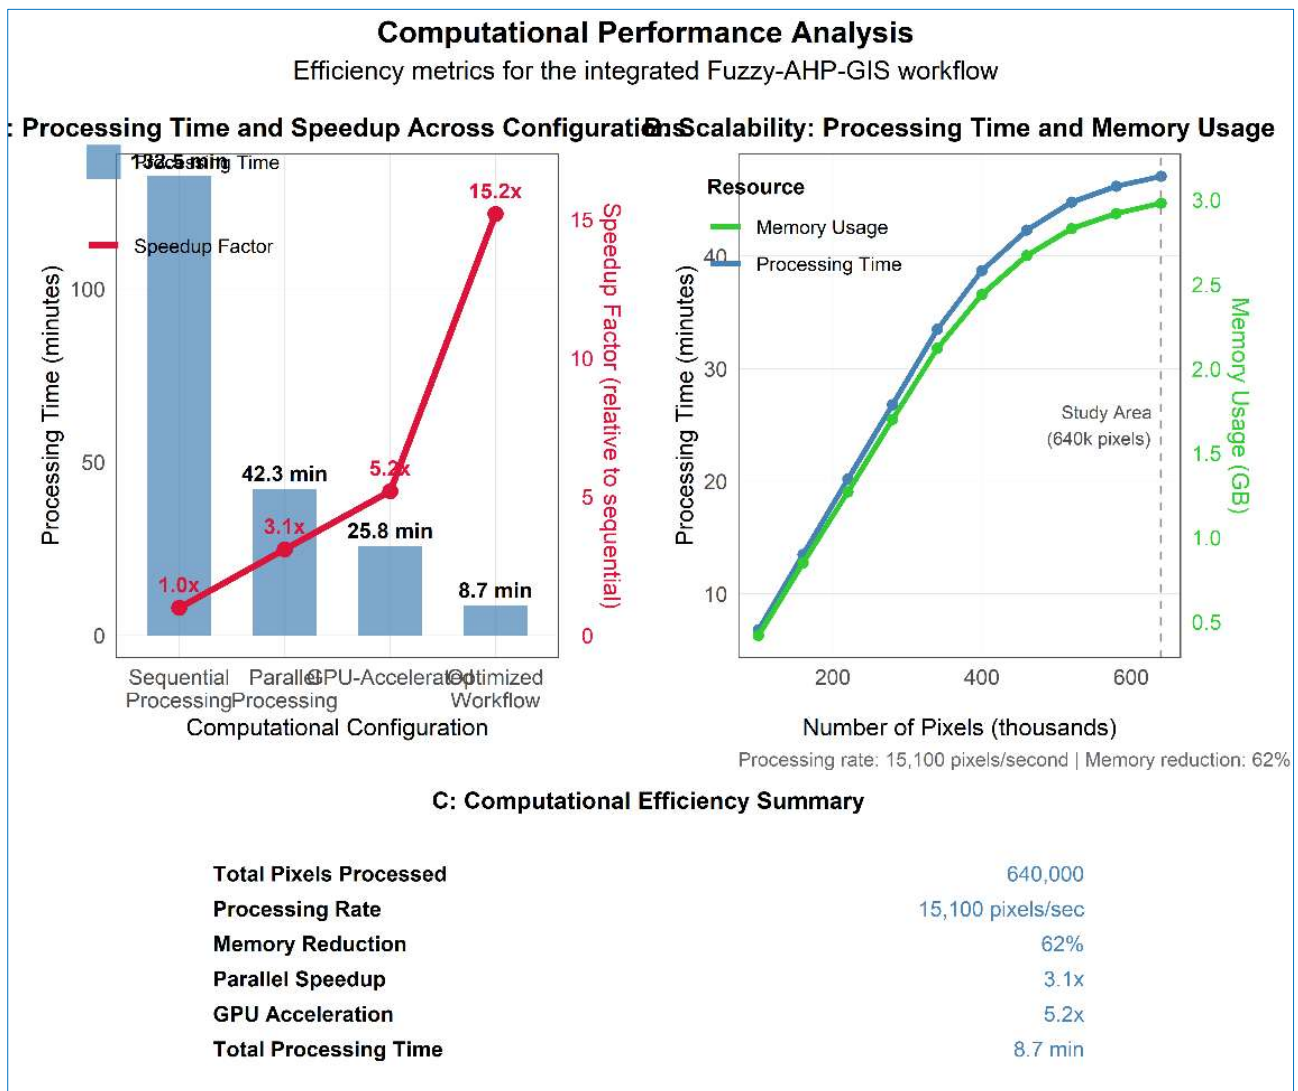 Computational Performance Analysis
Efficiency metrics for the integrated Fuzzy-AHP-GIS workflow
: Processing Time and Speedup Across Configurations
B: Scalability: Processing Time and Memory Usage
132.5 min
Processing Time
Speedup Factor
15.2x
5.2x
3.1x
1.0x
42.3 min
25.8 min
8.7 min
Processing Time (minutes)
100
50
0
Speedup Factor (relative to sequential)
15
10
5
0
Sequential
Processing
Parallel
Processing
GPU-Accelerated
Optimized
Workflow
Computational Configuration
Resource
Memory Usage
Processing Time
Processing Time (minutes)
40
30
20
10
Memory Usage (GB)
3.0
2.5
2.0
1.5
1.0
0.5
Study Area
(640k pixels)
200 400 600
Number of Pixels (thousands)
Processing rate: 15,100 pixels/second | Memory reduction: 62%
C: Computational Efficiency Summary
Total Pixels Processed 640,000
Processing Rate 15,100 pixels/sec
Memory Reduction 62%
Parallel Speedup 3.1x
GPU Acceleration 5.2x
Total Processing Time 8.7 min